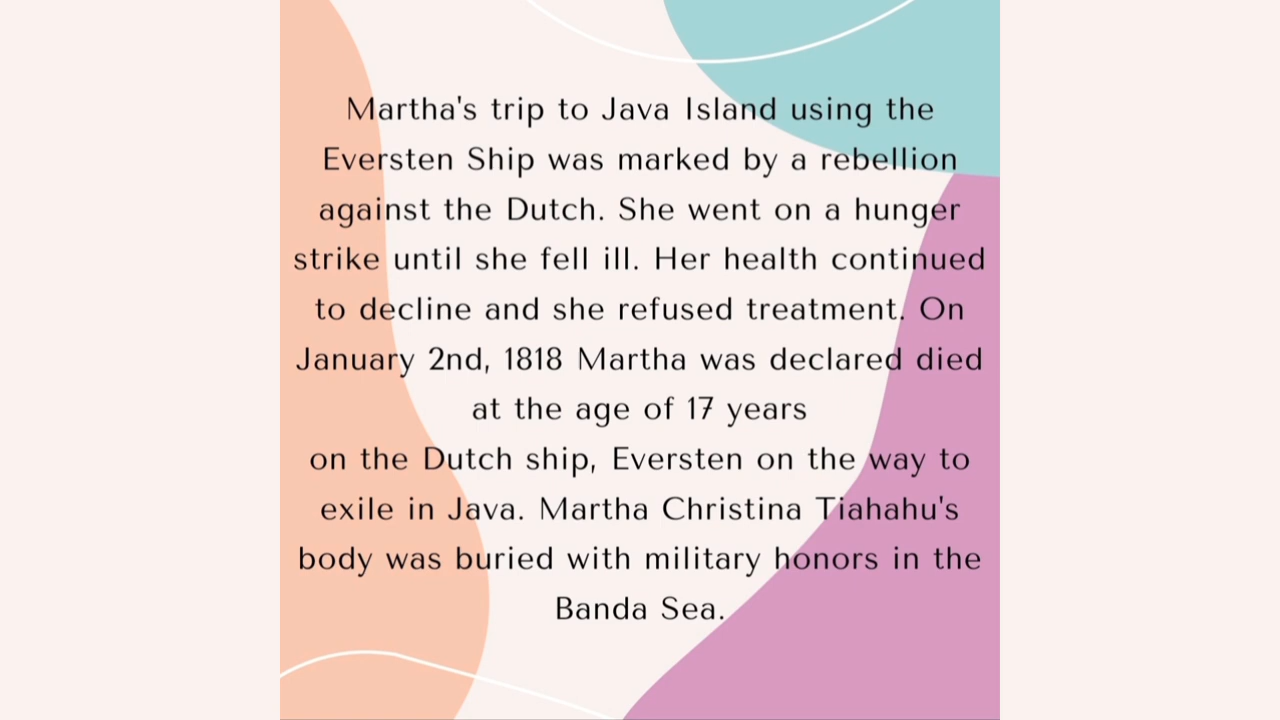 Martha's trip to Java Island using the
Eversten Ship was marked by a rebellion
against the Dutch. She went on a hunger
strike until she fell ill. Her health continued
to decline and she refused treatment. On
January 2nd, 1818 Martha was declared died
at the age of 17 years
on the Dutch ship, Eversten on the way to
exile in Java. Martha Christina Tiahahu's
body was buried with military honors in the
Banda Sea.